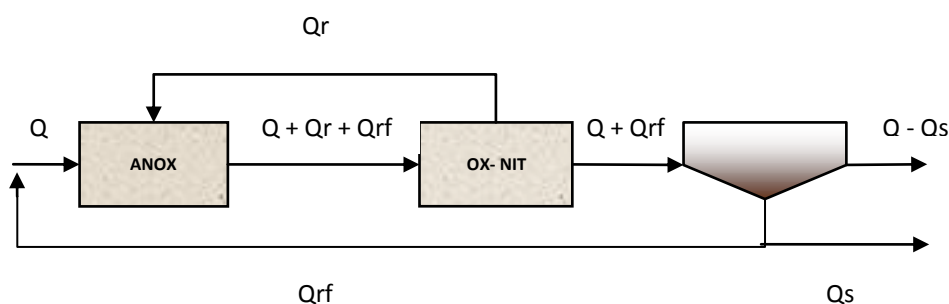 Qr
Q
Q + Qr + Qrf
Q + Qrf
Q - Qs
ANOX
OX- NIT
Qrf
Qs